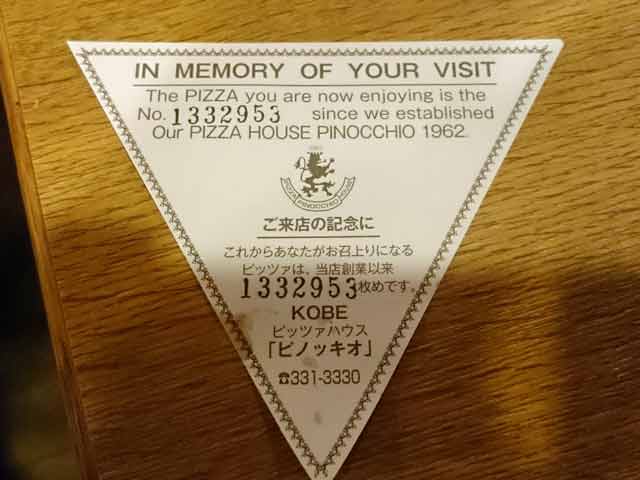 IN MEMORY OF YOUR VISIT
The PIZZA you are now enjoying is the
No. 1332953 since we established
Our PIZZA HOUSE PINOCCHIO 1962.
PIZZA PINOCCHIO HOUSE
ご来店の記念に
これからあなたがお召上りになる
ピッツァは、当店創業以来
1332953枚めです。
KOBE
ピッツァハウス
「ピノッキオ」
☎331-3330